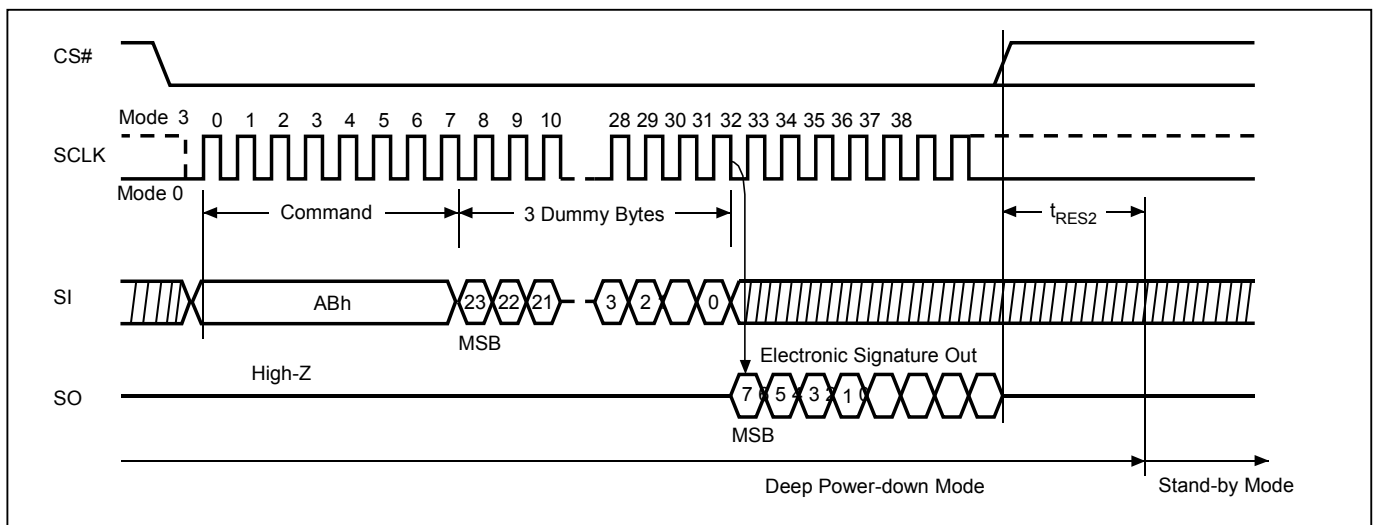 CS#
Mode 3
0 1 2 3 4 5 6 7 8 9 10 28 29 30 31 32 33 34 35 36 37 38
SCLK
Mode 0
Command
3 Dummy Bytes
tRES2
SI
ABh
23 22 21 3 2 0
MSB
High-Z
Electronic Signature Out
SO
7 6 5 4 3 2 1 0
MSB
Deep Power-down Mode
Stand-by Mode